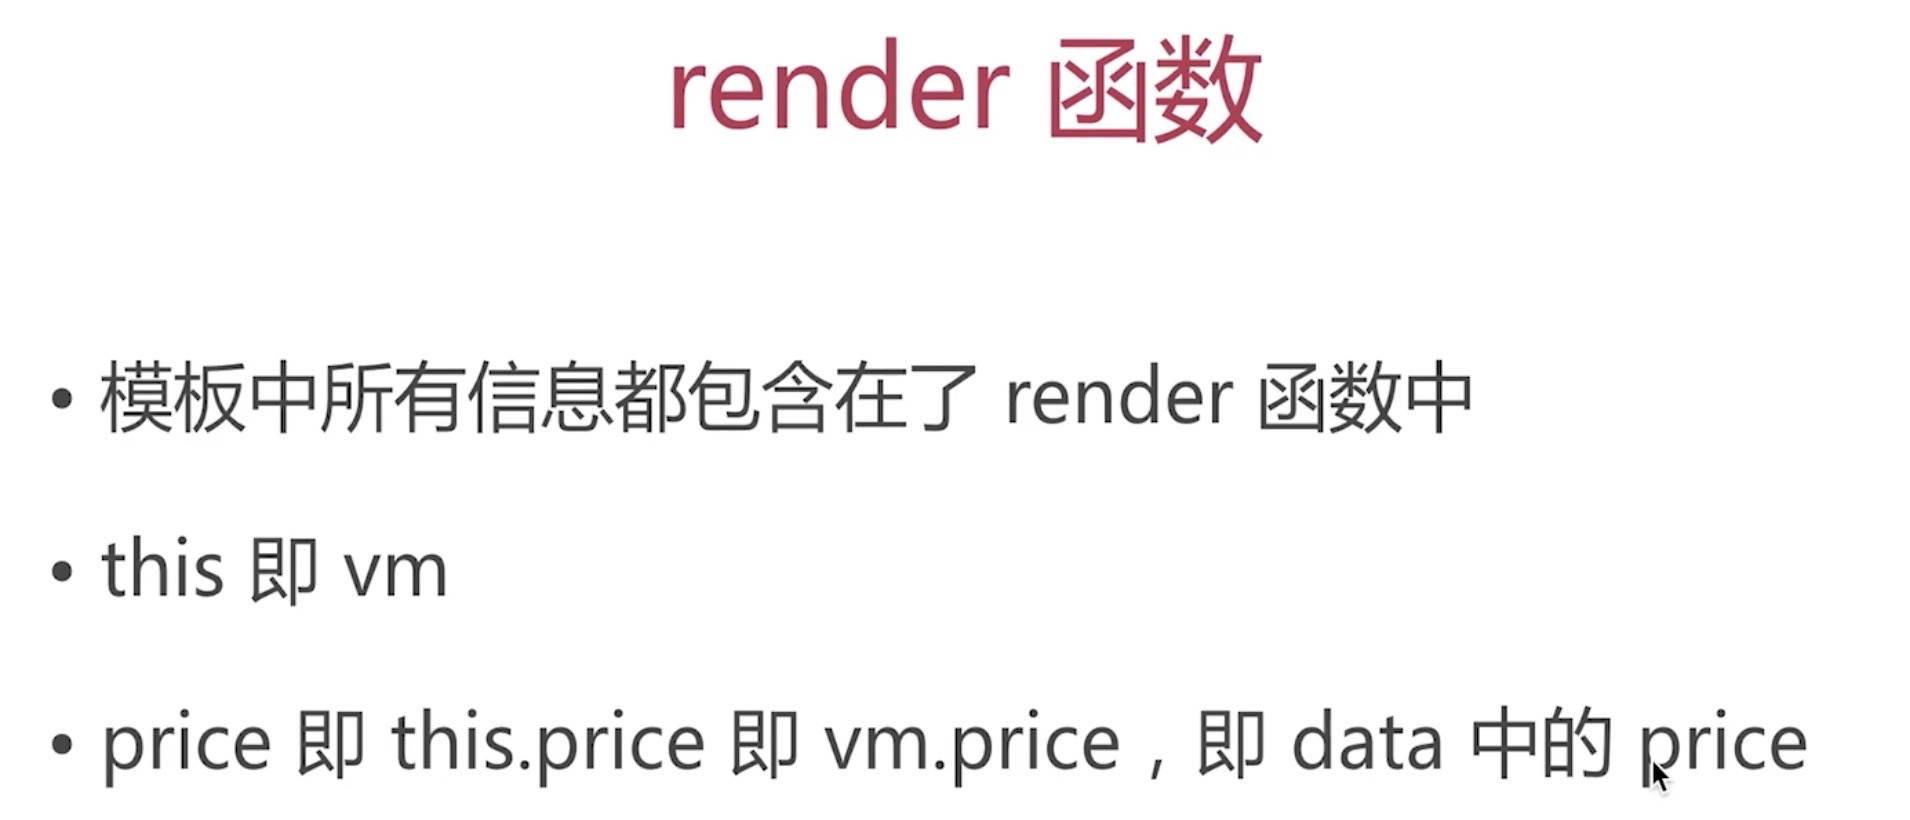 render 函数
• 模板中所有信息都包含在了 render 函数中
• this 即 vm
• price 即 this.price 即 vm.price，即 data 中的 price